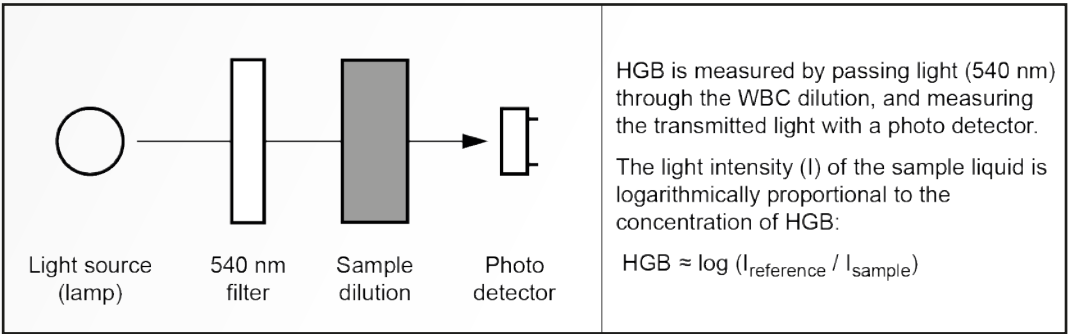 Light source
(lamp)
540 nm
filter
Sample
dilution
Photo
detector
HGB is measured by passing light (540 nm)
through the WBC dilution, and measuring
the transmitted light with a photo detector.
The light intensity (I) of the sample liquid is
logarithmically proportional to the
concentration of HGB:
HGB ≈ log (Ireference / Isample)